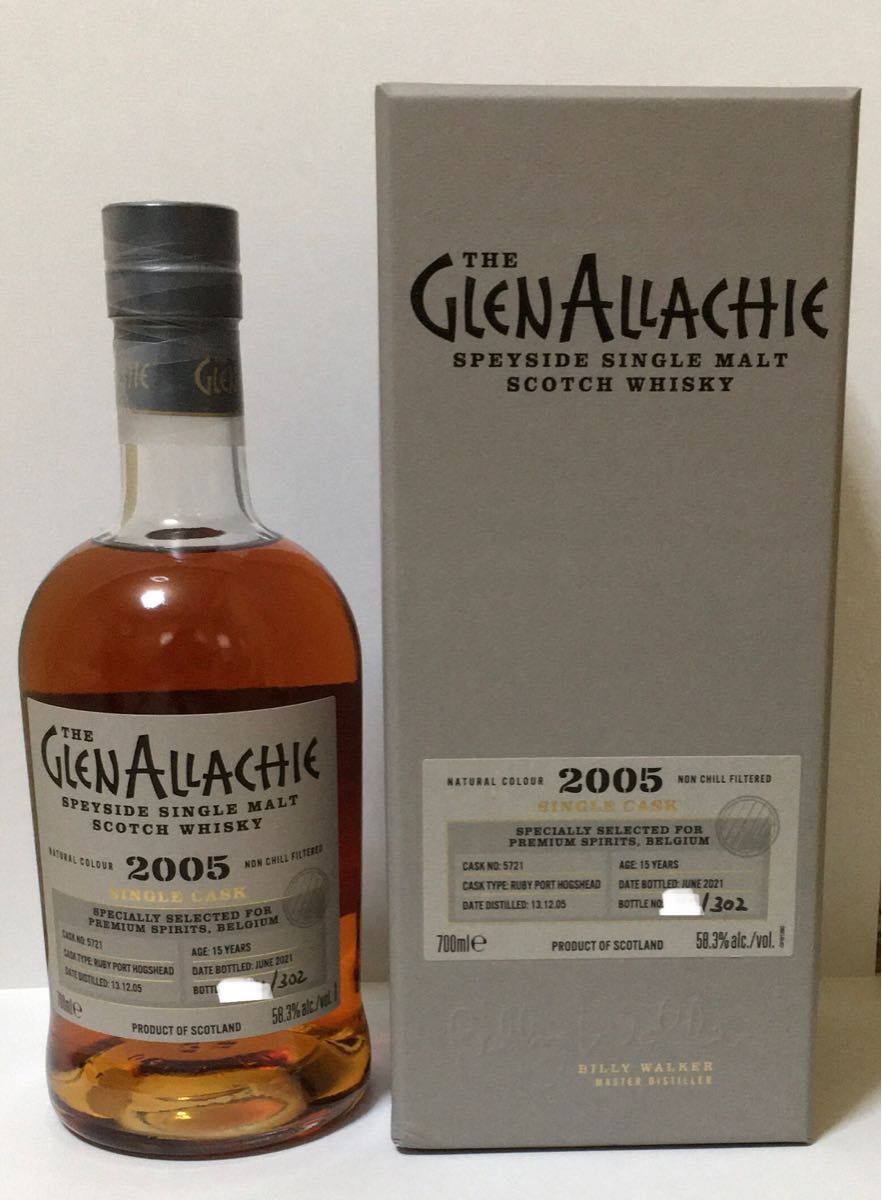 THE
GLENALLACHIE
SPEYSIDE SINGLE MALT
SCOTCH WHISKY
NATURAL COLOUR 2005 NON CHILL FILTERED
SINGLE CASK
SPECIALLY SELECTED FOR
PREMIUM SPIRITS, BELGIUM
CASK NO: 5721
AGE: 15 YEARS
CASK TYPE: RUBY PORT HOGSHEAD
DATE BOTTLED: JUNE 2021
DATE DISTILLED: 13.12.05
/302
700ml e
PRODUCT OF SCOTLAND
58.3% alc./vol.
THE
GLENALLACHIE
SPEYSIDE SINGLE MALT
SCOTCH WHISKY
NATURAL COLOUR 2005 NON CHILL FILTERED
SINGLE CASK
SPECIALLY SELECTED FOR
PREMIUM SPIRITS, BELGIUM
CASK NO: 5721
AGE: 15 YEARS
CASK TYPE: RUBY PORT HOGSHEAD
DATE BOTTLED: JUNE 2021
DATE DISTILLED: 13.12.05
BOTTLE NO: /302
700ml e
PRODUCT OF SCOTLAND
58.3% alc./vol.
BILLY WALKER
MASTER DISTILLER